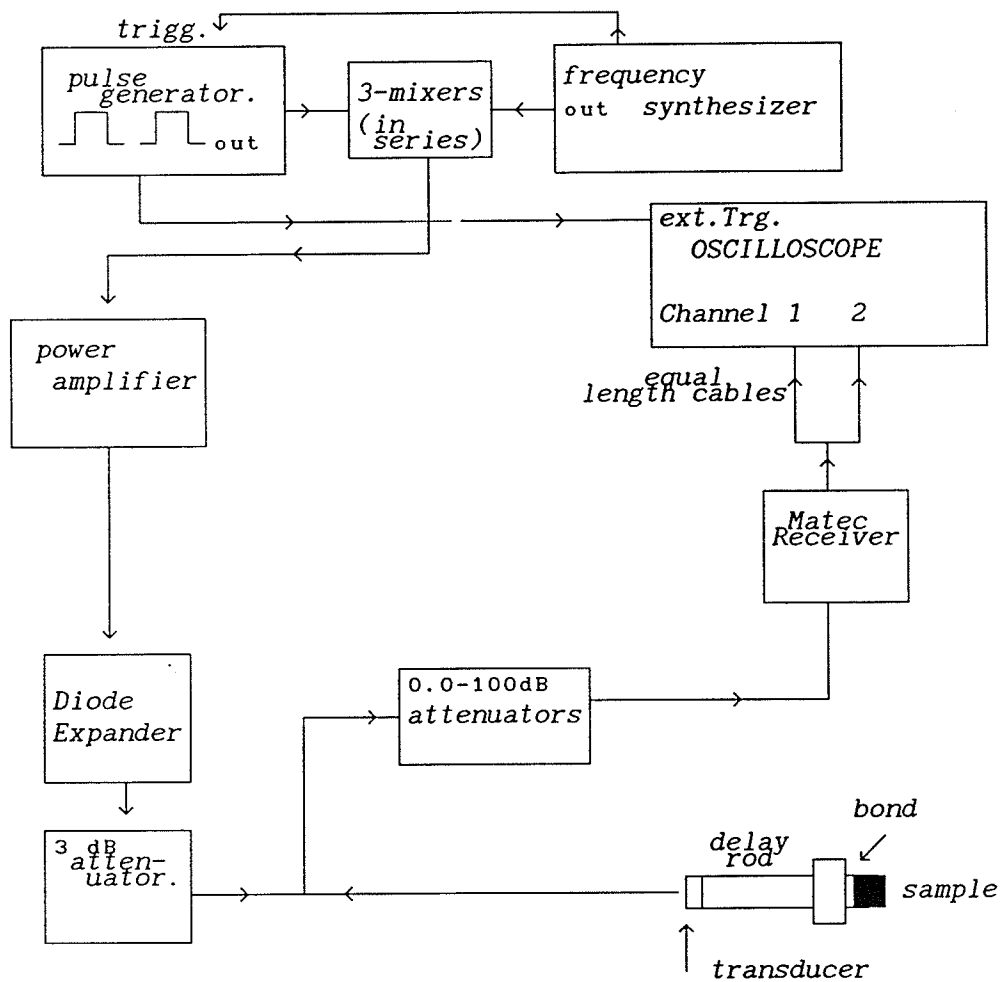 trigg.
pulse
generator.
out
3-mixers
(in
series)
frequency
out synthesizer
ext.Trg.
OSCILLOSCOPE
Channel 1 2
power
amplifier
equal
length cables
Matec
Receiver
Diode
Expander
0.0-100dB
attenuators
3 dB
atten-
uator.
bond
delay
rod
sample
transducer